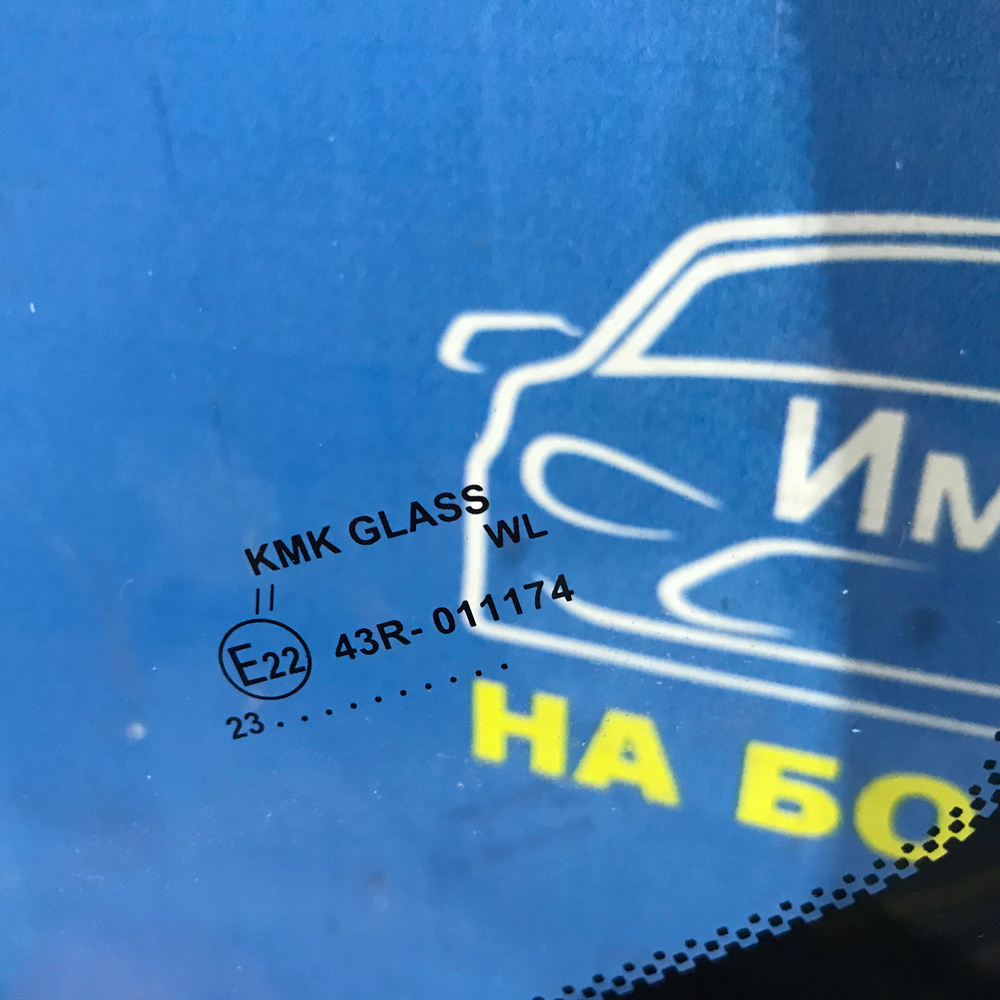 KMK GLASS
WL
II
E22 43R- 011174
23 . . . . . . . . . .
ИМ
НА БО